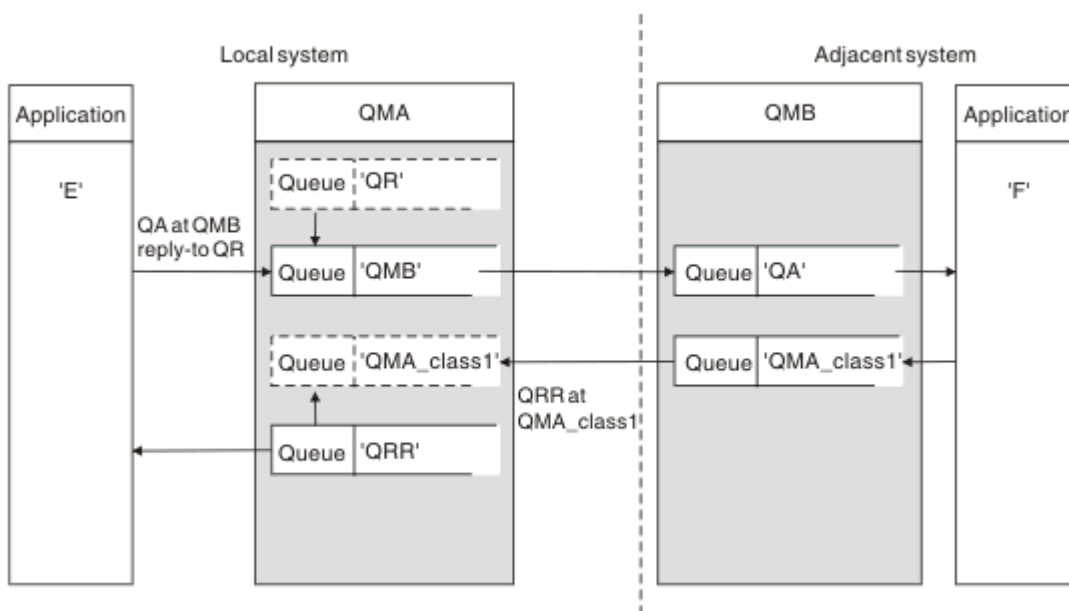 Local system
Adjacent system
Application
QMA
QMB
Application
'E'
Queue 'QR'
'F'
QA at QMB
reply-to QR
Queue 'QMB'
Queue 'QA'
Queue 'QMA_class1'
Queue 'QMA_class1'
QRR at
QMA_class1
Queue 'QRR'